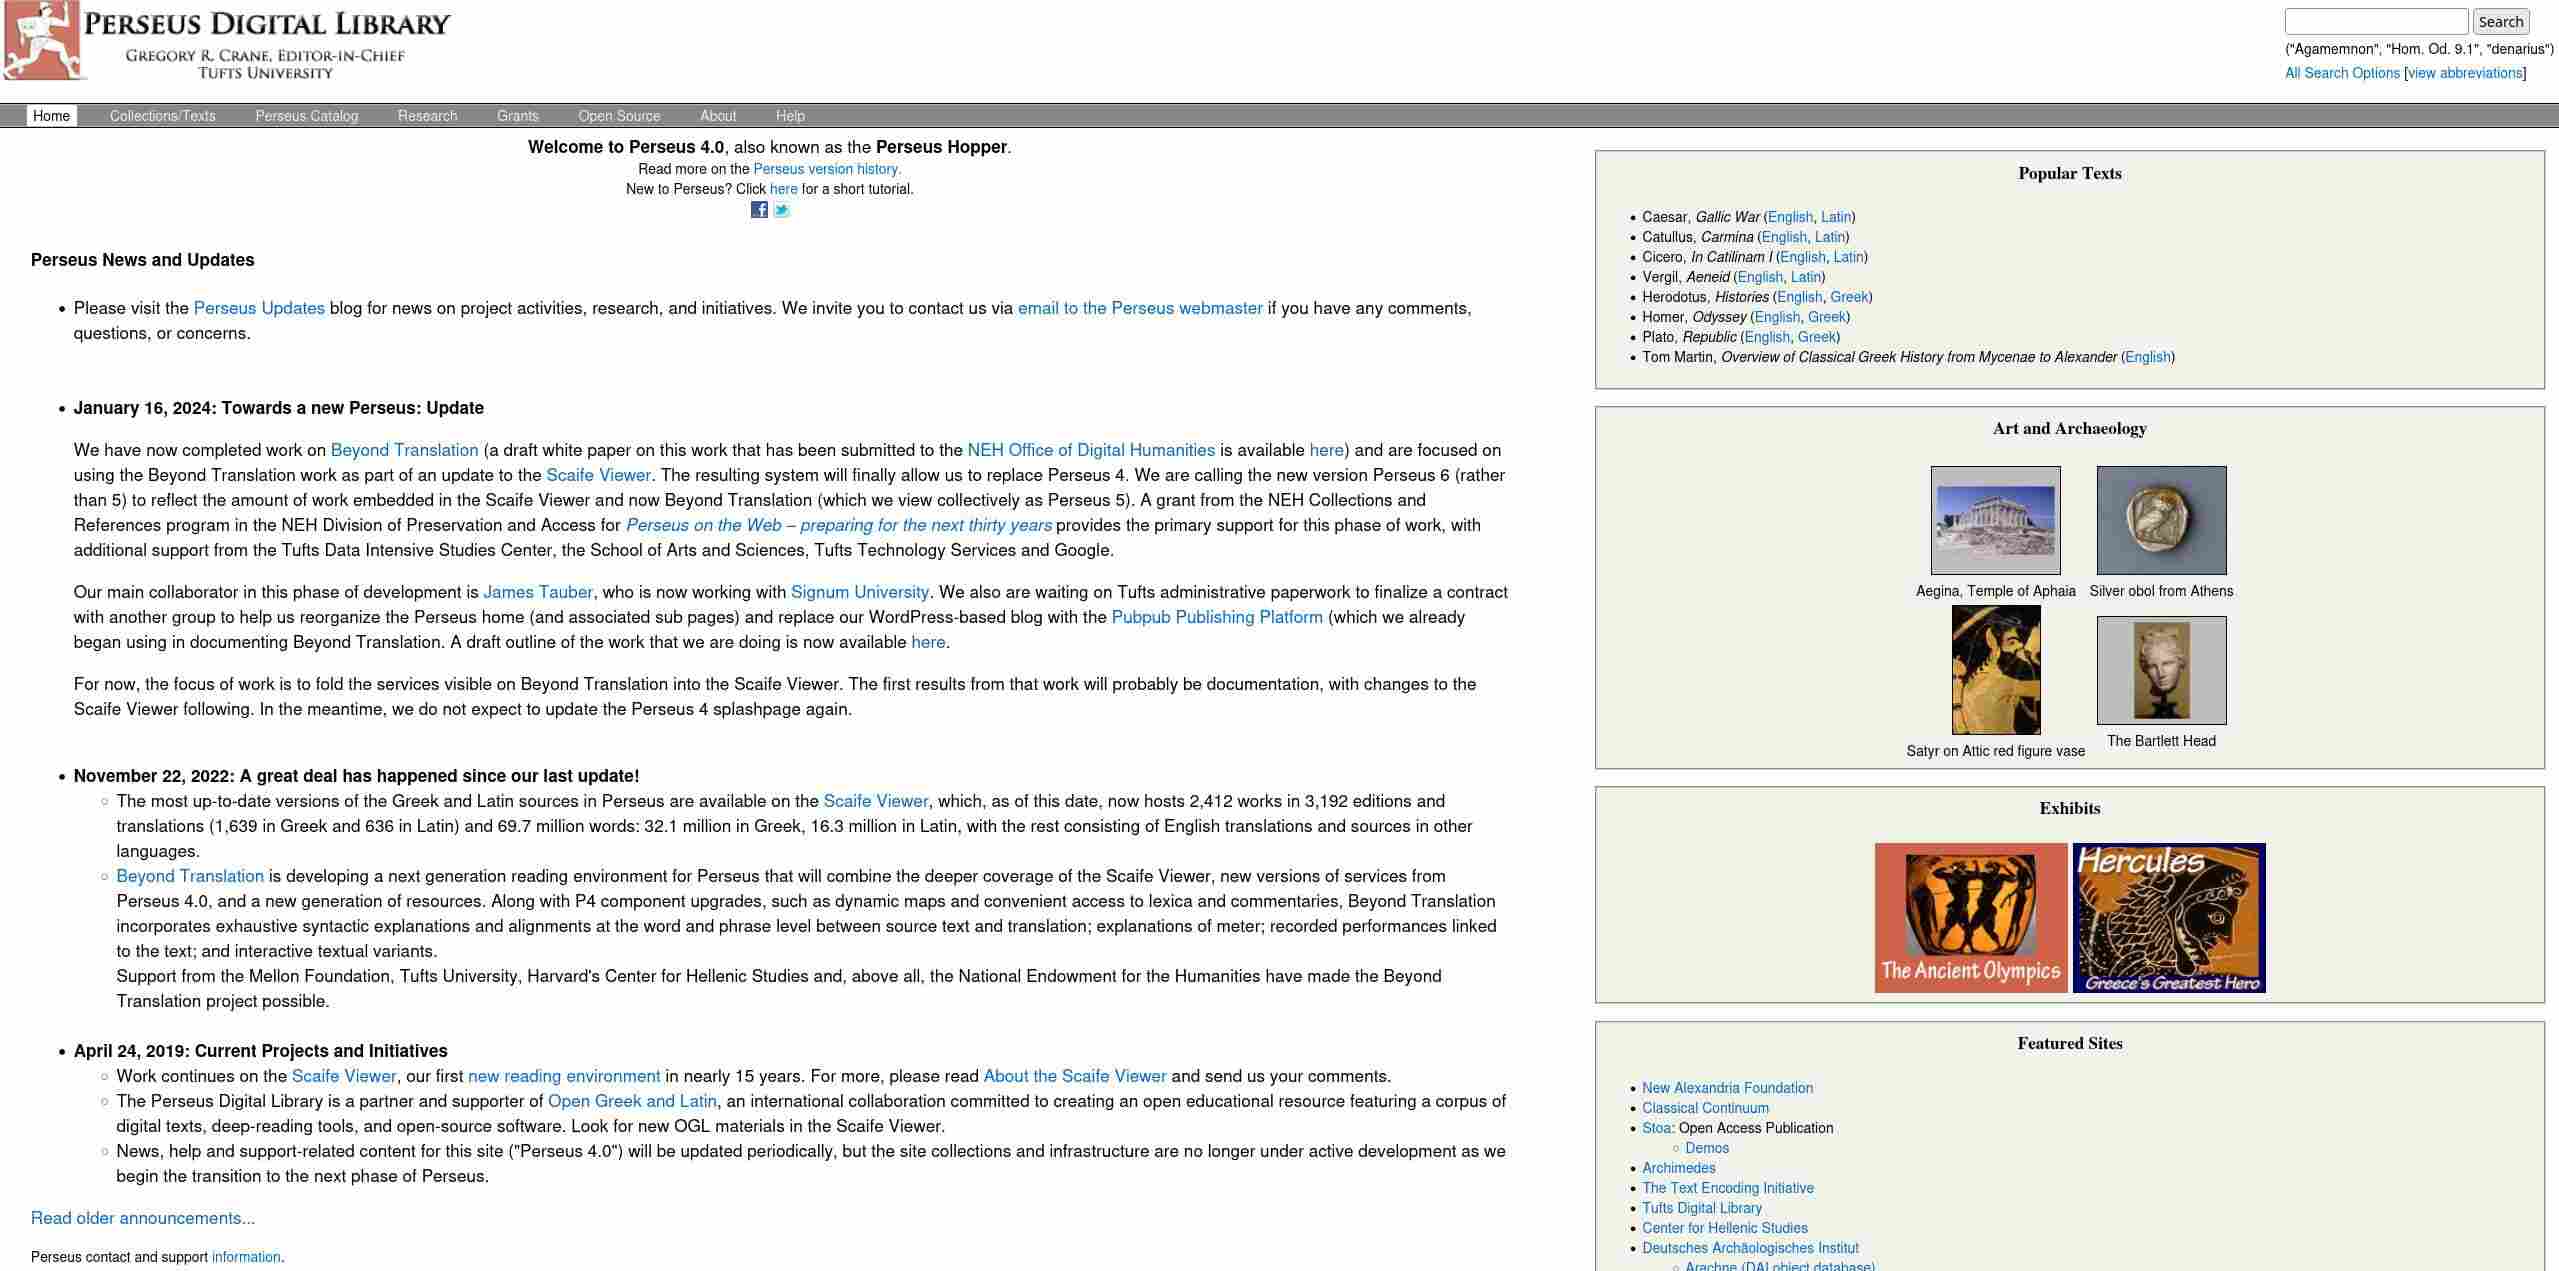 PERSEUS DIGITAL LIBRARY
GREGORY R. CRANE, EDITOR-IN-CHIEF
TUFTS UNIVERSITY
Search
("Agamemnon", "Hom. Od. 9.1", "denarius")
All Search Options [view abbreviations]
Home Collections/Texts Perseus Catalog Research Grants Open Source About Help
Welcome to Perseus 4.0, also known as the Perseus Hopper.
Read more on the Perseus version history.
New to Perseus? Click here for a short tutorial.
Perseus News and Updates
• Please visit the Perseus Updates blog for news on project activities, research, and initiatives. We invite you to contact us via email to the Perseus webmaster if you have any comments,
questions, or concerns.
• January 16, 2024: Towards a new Perseus: Update
We have now completed work on Beyond Translation (a draft white paper on this work that has been submitted to the NEH Office of Digital Humanities is available here) and are focused on
using the Beyond Translation work as part of an update to the Scaife Viewer. The resulting system will finally allow us to replace Perseus 4. We are calling the new version Perseus 6 (rather
than 5) to reflect the amount of work embedded in the Scaife Viewer and now Beyond Translation (which we view collectively as Perseus 5). A grant from the NEH Collections and
References program in the NEH Division of Preservation and Access for Perseus on the Web – preparing for the next thirty years provides the primary support for this phase of work, with
additional support from the Tufts Data Intensive Studies Center, the School of Arts and Sciences, Tufts Technology Services and Google.
Our main collaborator in this phase of development is James Tauber, who is now working with Signum University. We also are waiting on Tufts administrative paperwork to finalize a contract
with another group to help us reorganize the Perseus home (and associated sub pages) and replace our WordPress-based blog with the Pubpub Publishing Platform (which we already
began using in documenting Beyond Translation. A draft outline of the work that we are doing is now available here.
For now, the focus of work is to fold the services visible on Beyond Translation into the Scaife Viewer. The first results from that work will probably be documentation, with changes to the
Scaife Viewer following. In the meantime, we do not expect to update the Perseus 4 splashpage again.
• November 22, 2022: A great deal has happened since our last update!
The most up-to-date versions of the Greek and Latin sources in Perseus are available on the Scaife Viewer, which, as of this date, now hosts 2,412 works in 3,192 editions and
translations (1,639 in Greek and 636 in Latin) and 69.7 million words: 32.1 million in Greek, 16.3 million in Latin, with the rest consisting of English translations and sources in other
languages.
Beyond Translation is developing a next generation reading environment for Perseus that will combine the deeper coverage of the Scaife Viewer, new versions of services from
Perseus 4.0, and a new generation of resources. Along with P4 component upgrades, such as dynamic maps and convenient access to lexica and commentaries, Beyond Translation
incorporates exhaustive syntactic explanations and alignments at the word and phrase level between source text and translation; explanations of meter; recorded performances linked
to the text; and interactive textual variants.
Support from the Mellon Foundation, Tufts University, Harvard's Center for Hellenic Studies and, above all, the National Endowment for the Humanities have made the Beyond
Translation project possible.
• April 24, 2019: Current Projects and Initiatives
Work continues on the Scaife Viewer, our first new reading environment in nearly 15 years. For more, please read About the Scaife Viewer and send us your comments.
The Perseus Digital Library is a partner and supporter of Open Greek and Latin, an international collaboration committed to creating an open educational resource featuring a corpus of
digital texts, deep-reading tools, and open-source software. Look for new OGL materials in the Scaife Viewer.
News, help and support-related content for this site ("Perseus 4.0") will be updated periodically, but the site collections and infrastructure are no longer under active development as we
begin the transition to the next phase of Perseus.
Read older announcements...
Perseus contact and support information.
Popular Texts
• Caesar, Gallic War (English, Latin)
• Catullus, Carmina (English, Latin)
• Cicero, In Catilinam I (English, Latin)
• Vergil, Aeneid (English, Latin)
• Herodotus, Histories (English, Greek)
• Homer, Odyssey (English, Greek)
• Plato, Republic (English, Greek)
• Tom Martin, Overview of Classical Greek History from Mycenae to Alexander (English)
Art and Archaeology
Aegina, Temple of Aphaia Silver obol from Athens
Satyr on Attic red figure vase The Bartlett Head
Exhibits
The Ancient Olympics
Hercules
Greece's Greatest Hero
Featured Sites
• New Alexandria Foundation
• Classical Continuum
• Stoa: Open Access Publication
Demos
• Archimedes
• The Text Encoding Initiative
• Tufts Digital Library
• Center for Hellenic Studies
• Deutsches Archäologisches Institut
Arachne (DAI object database)